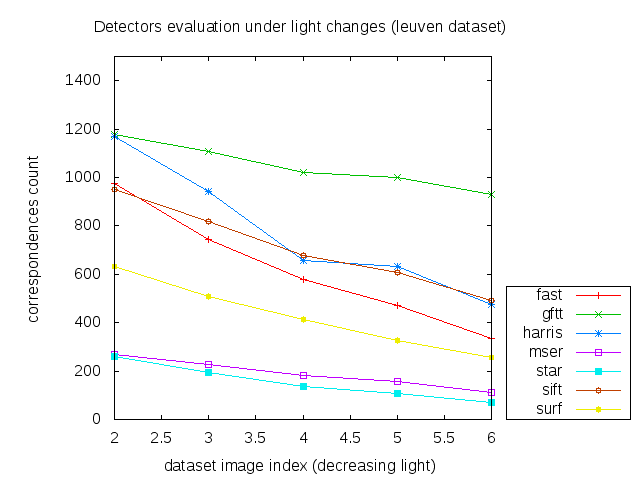 Detectors evaluation under light changes (leuven dataset)
1400
1200
1000
800
600
400
200
0
correspondences count
2 2.5 3 3.5 4 4.5 5 5.5 6
dataset image index (decreasing light)
fast
gftt
harris
mser
star
sift
surf